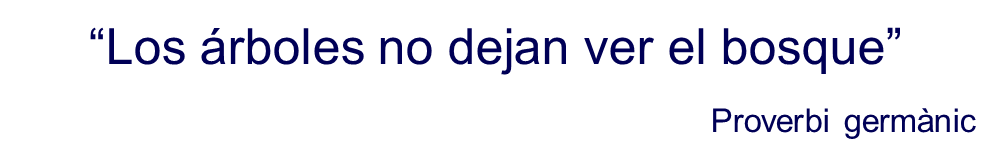 “Los árboles no dejan ver el bosque”
Proverbi germànic